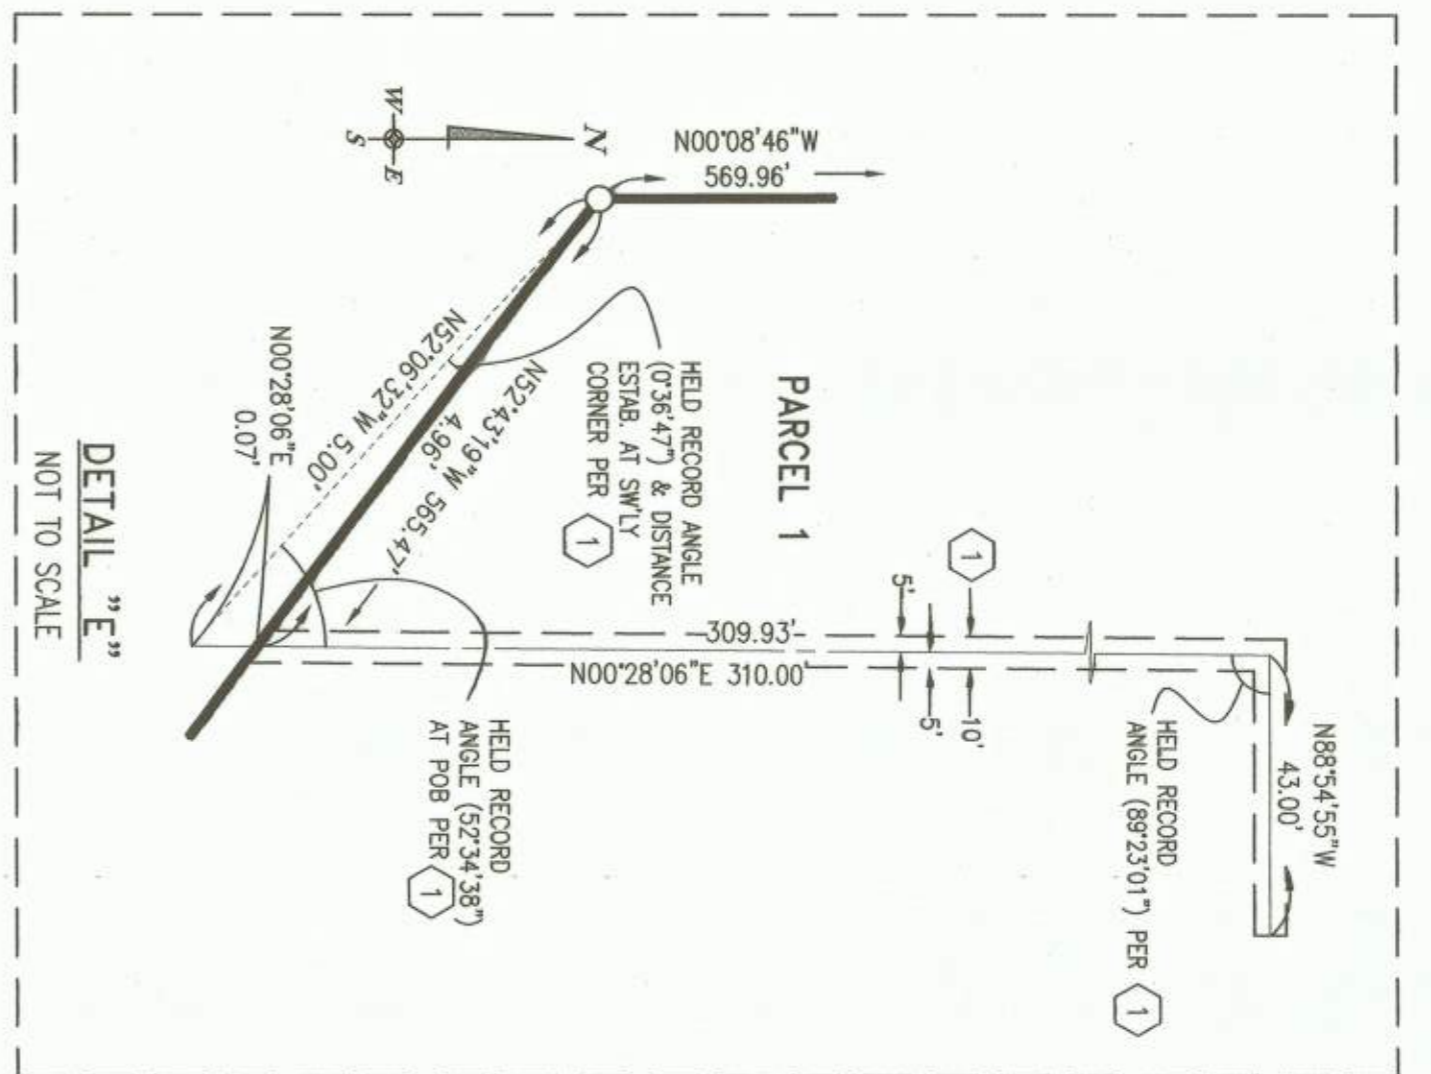 N88°54'55"W
43.00'
HELD RECORD
ANGLE (89°23'01") PER
1
1
5'
10'
5'
309.93'
N00°28'06"E 310.00'
PARCEL 1
N00°08'46"W
569.96'
HELD RECORD ANGLE
(0°36'47") & DISTANCE
ESTAB. AT SW'LY
CORNER PER
1
N
W
E
S
N52°43'19"W 565.47'
4.96'
N52°06'32"W 5.00'
HELD RECORD
ANGLE (52°34'38")
AT POB PER
1
N00°28'06"E
0.07'
DETAIL "E"
NOT TO SCALE